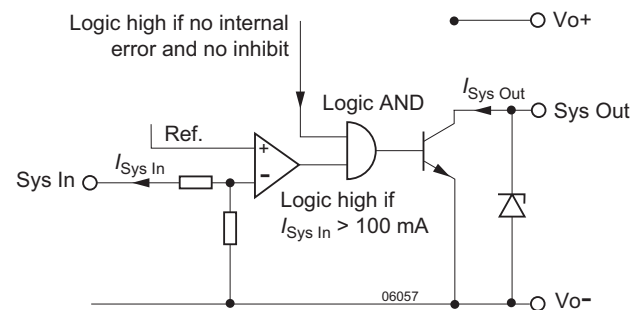 Logic high if no internal
error and no inhibit
Vo+
Logic AND
I Sys Out
Sys Out
Ref.
+
I Sys In
Sys In
-
Logic high if
I Sys In > 100 mA
06057
Vo-